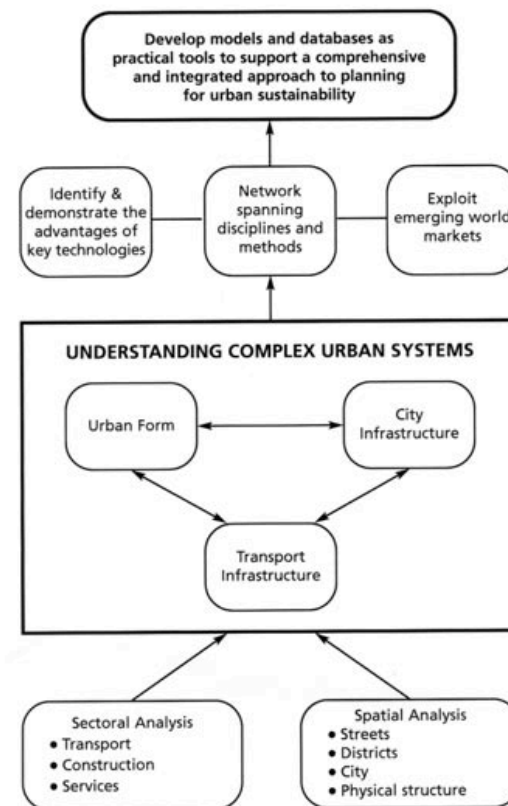 Develop models and databases as
practical tools to support a comprehensive
and integrated approach to planning
for urban sustainability
Identify &
demonstrate the
advantages of
key technologies
Network
spanning
disciplines and
methods
Exploit
emerging world
markets
UNDERSTANDING COMPLEX URBAN SYSTEMS
Urban Form
City
Infrastructure
Transport
Infrastructure
Sectoral Analysis
● Transport
● Construction
● Services
Spatial Analysis
● Streets
● Districts
● City
● Physical structure